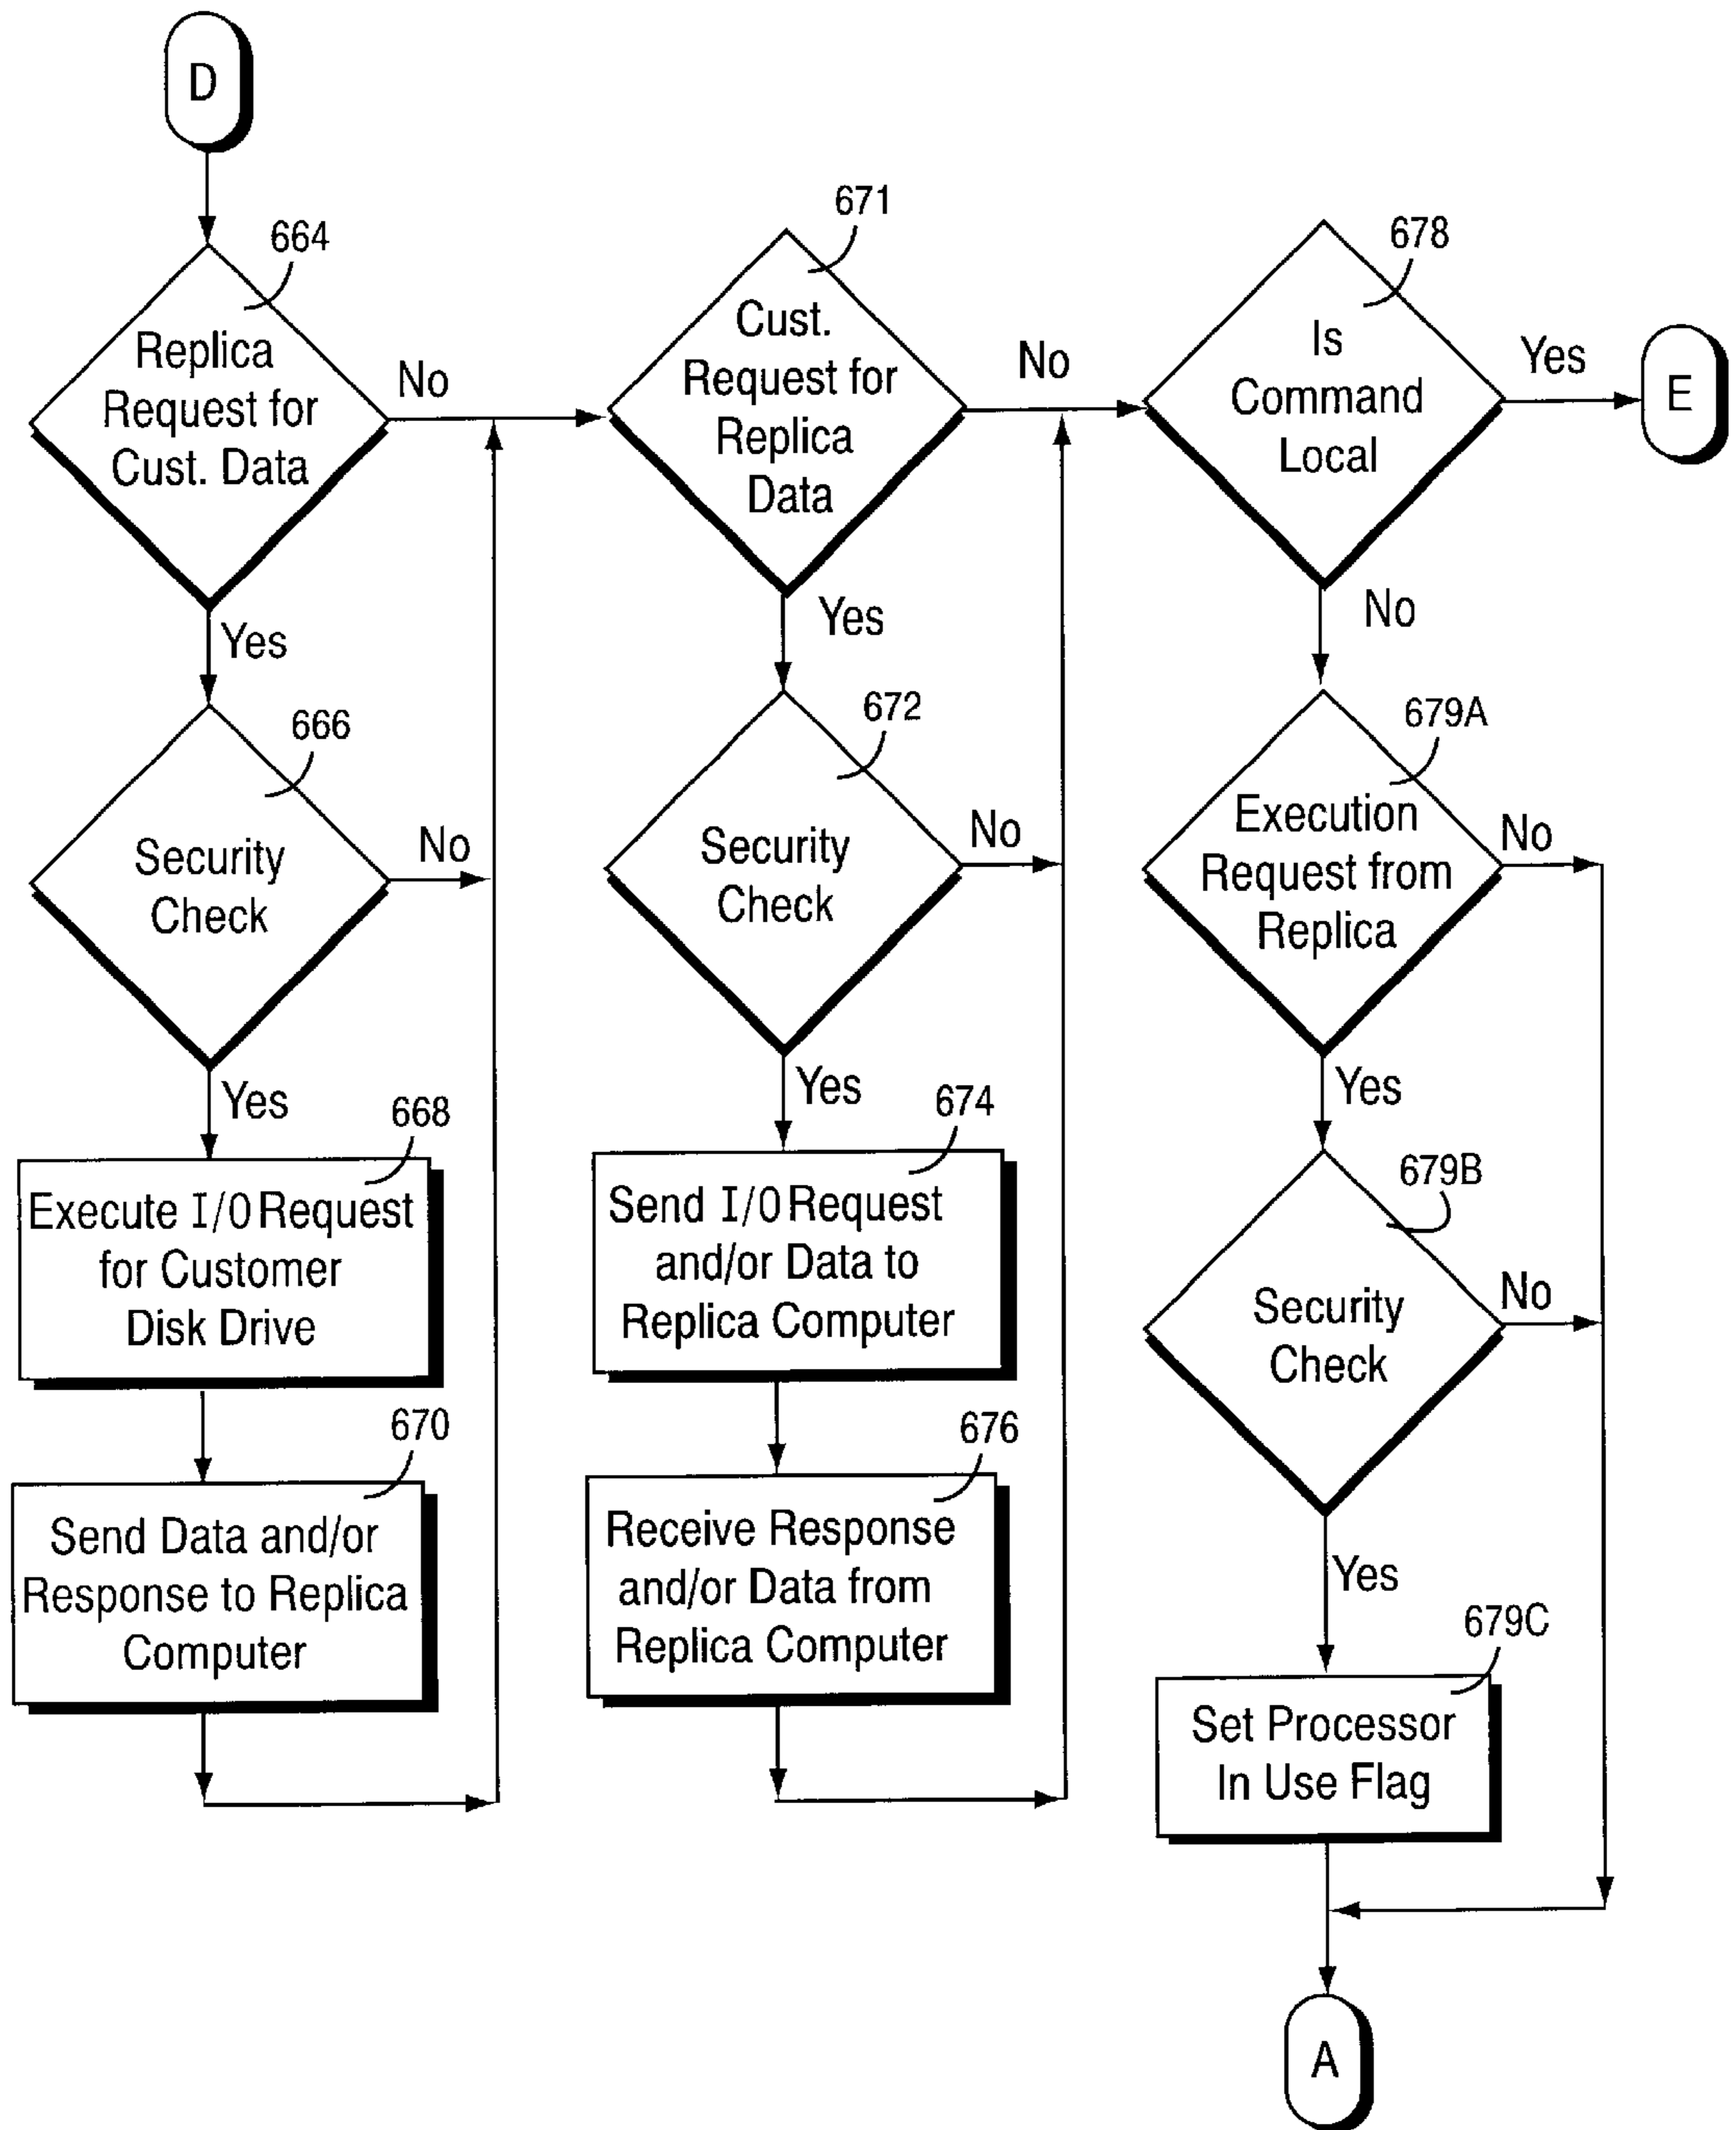 D
664
Replica
Request for
Cust. Data
No
Yes
666
Security
Check
No
Yes
668
Execute I/O Request
for Customer
Disk Drive
670
Send Data and/or
Response to Replica
Computer
671
Cust.
Request for
Replica
Data
No
Yes
672
Security
Check
No
Yes
674
Send I/O Request
and/or Data to
Replica Computer
676
Receive Response
and/or Data from
Replica Computer
678
Is
Command
Local
Yes
E
No
679A
Execution
Request from
Replica
No
Yes
679B
Security
Check
No
Yes
679C
Set Processor
In Use Flag
A